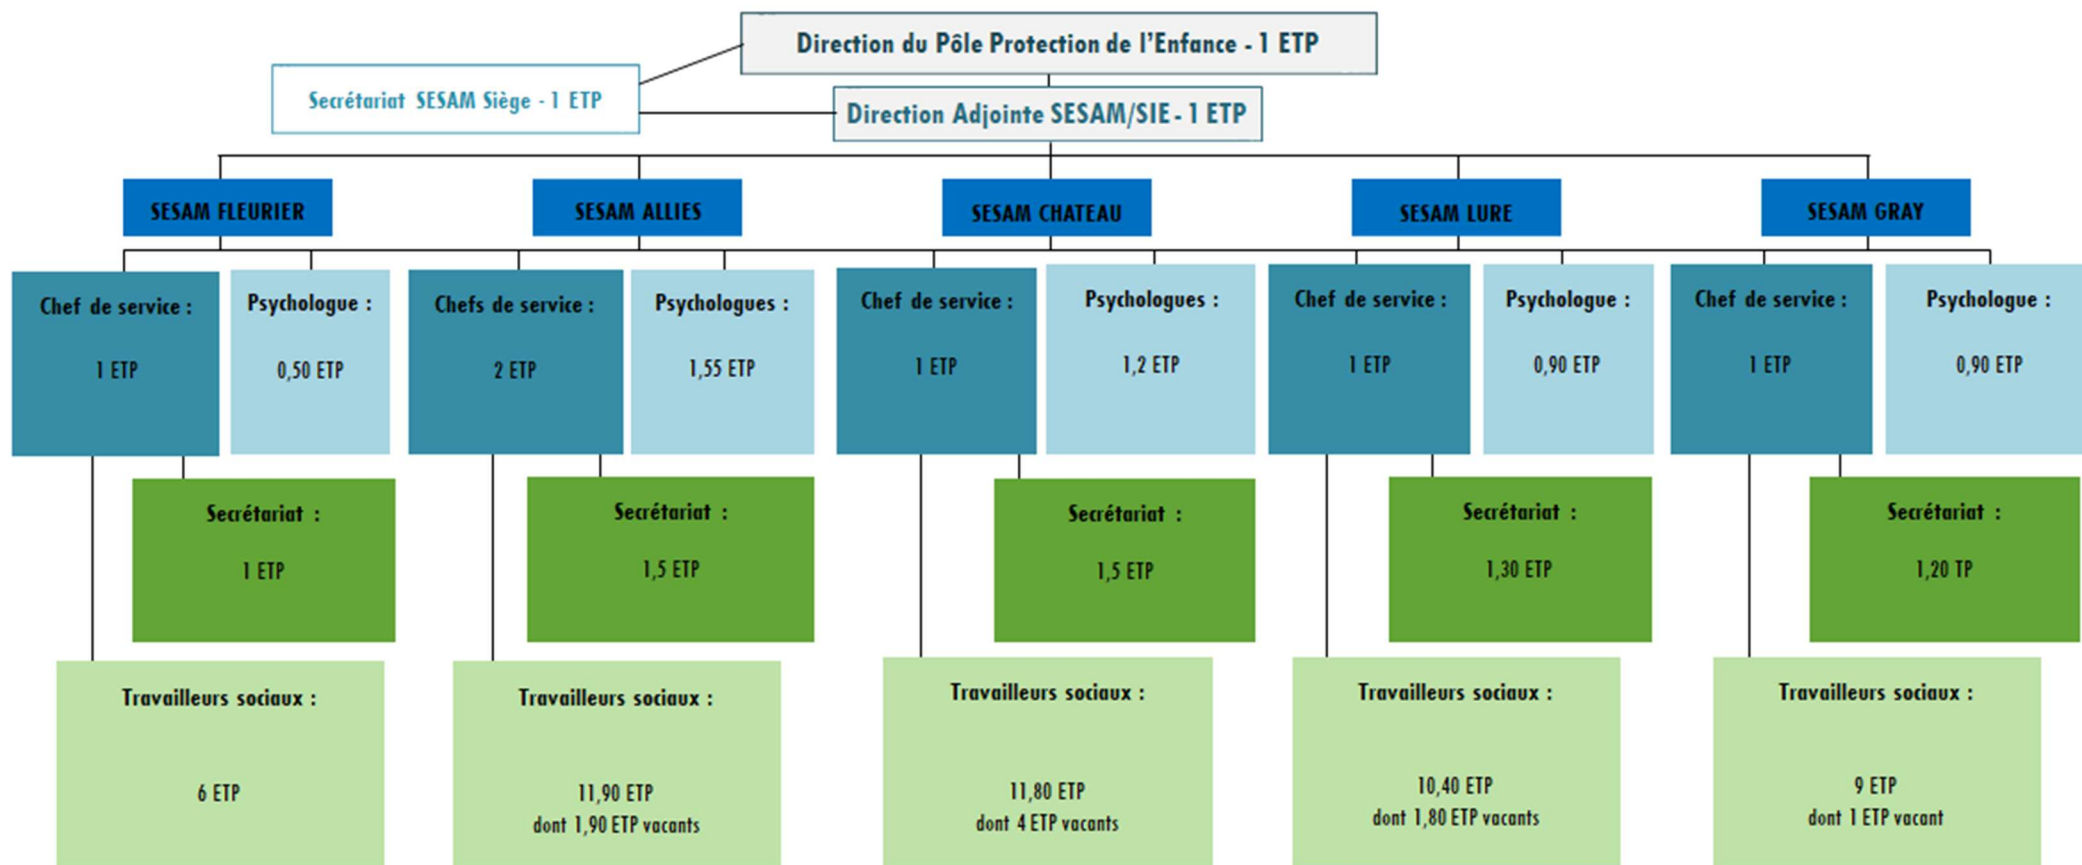 Direction du Pôle Protection de l'Enfance - 1 ETP
Secrétariat SESAM Siège - 1 ETP
Direction Adjointe SESAM/SIE - 1 ETP
SESAM FLEURIER
SESAM ALLIES
SESAM CHATEAU
SESAM LURE
SESAM GRAY
Chef de service :
1 ETP
Psychologue :
0,50 ETP
Chefs de service :
2 ETP
Psychologues :
1,55 ETP
Chef de service :
1 ETP
Psychologues :
1,2 ETP
Chef de service :
1 ETP
Psychologue :
0,90 ETP
Chef de service :
1 ETP
Psychologue :
0,90 ETP
Secrétariat :
1 ETP
Secrétariat :
1,5 ETP
Secrétariat :
1,5 ETP
Secrétariat :
1,30 ETP
Secrétariat :
1,20 TP
Travailleurs sociaux :
6 ETP
Travailleurs sociaux :
11,90 ETP
dont 1,90 ETP vacants
Travailleurs sociaux :
11,80 ETP
dont 4 ETP vacants
Travailleurs sociaux :
10,40 ETP
dont 1,80 ETP vacants
Travailleurs sociaux :
9 ETP
dont 1 ETP vacant